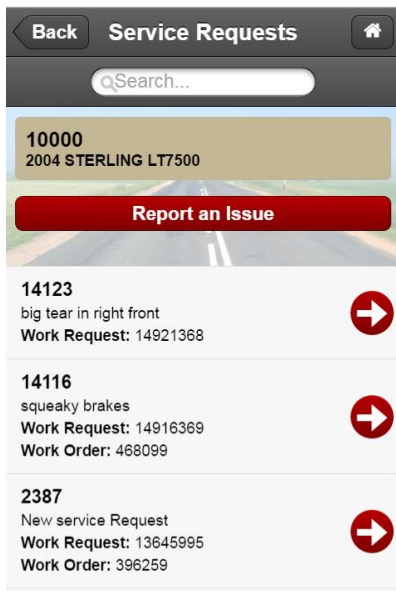 Back
Service Requests
Search...
10000
2004 STERLING LT7500
Report an Issue
14123
big tear in right front
Work Request: 14921368
14116
squeaky brakes
Work Request: 14916369
Work Order: 468099
2387
New service Request
Work Request: 13645995
Work Order: 396259